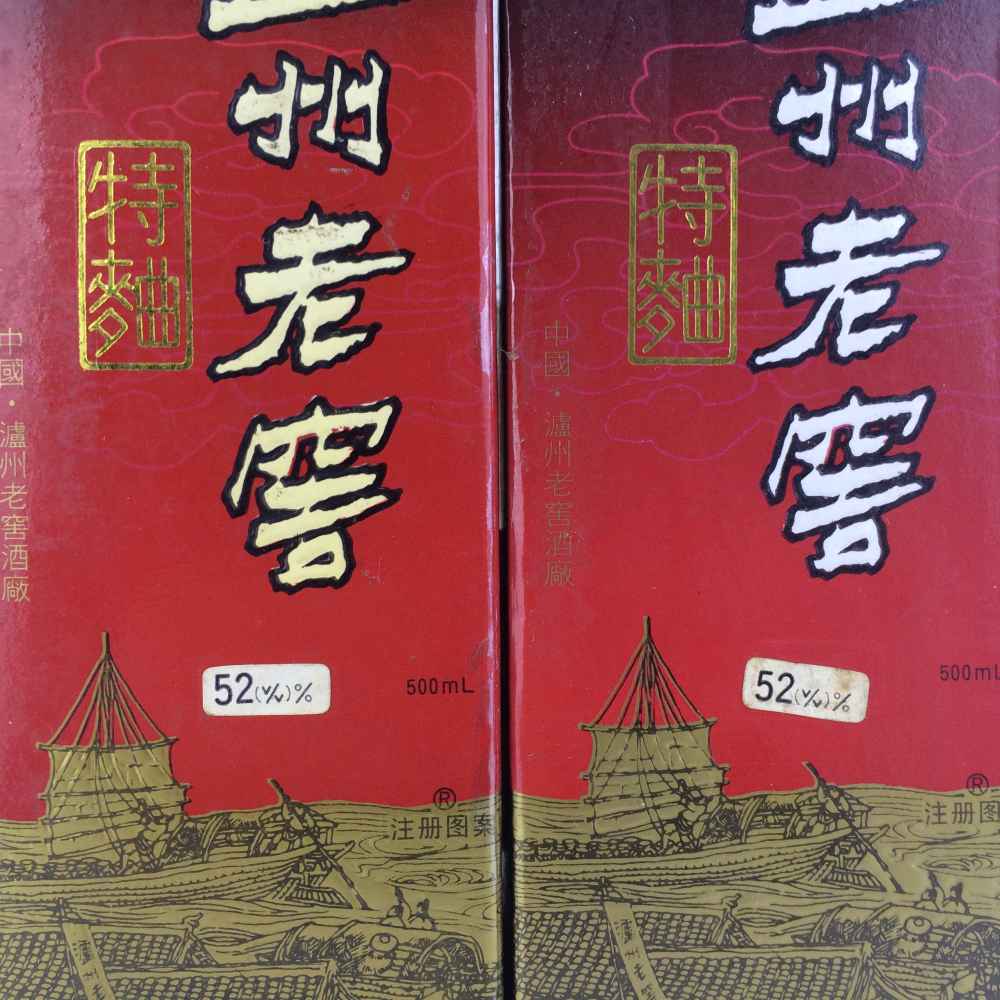 州老窖
特麯
中國·瀘州老窖酒廠
52(V/V)%
500mL
®
注册图案
州老窖
特麯
中國·瀘州老窖酒廠
52(V/V)%
500mL
®
注册图